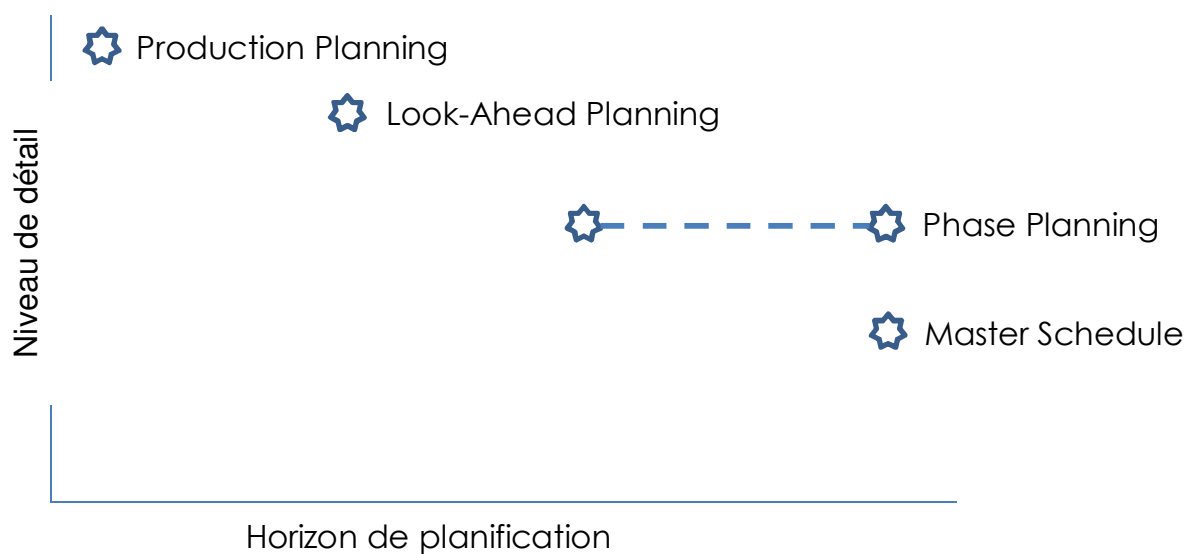 Production Planning
Look-Ahead Planning
Niveau de détail
Phase Planning
Master Schedule
Horizon de planification